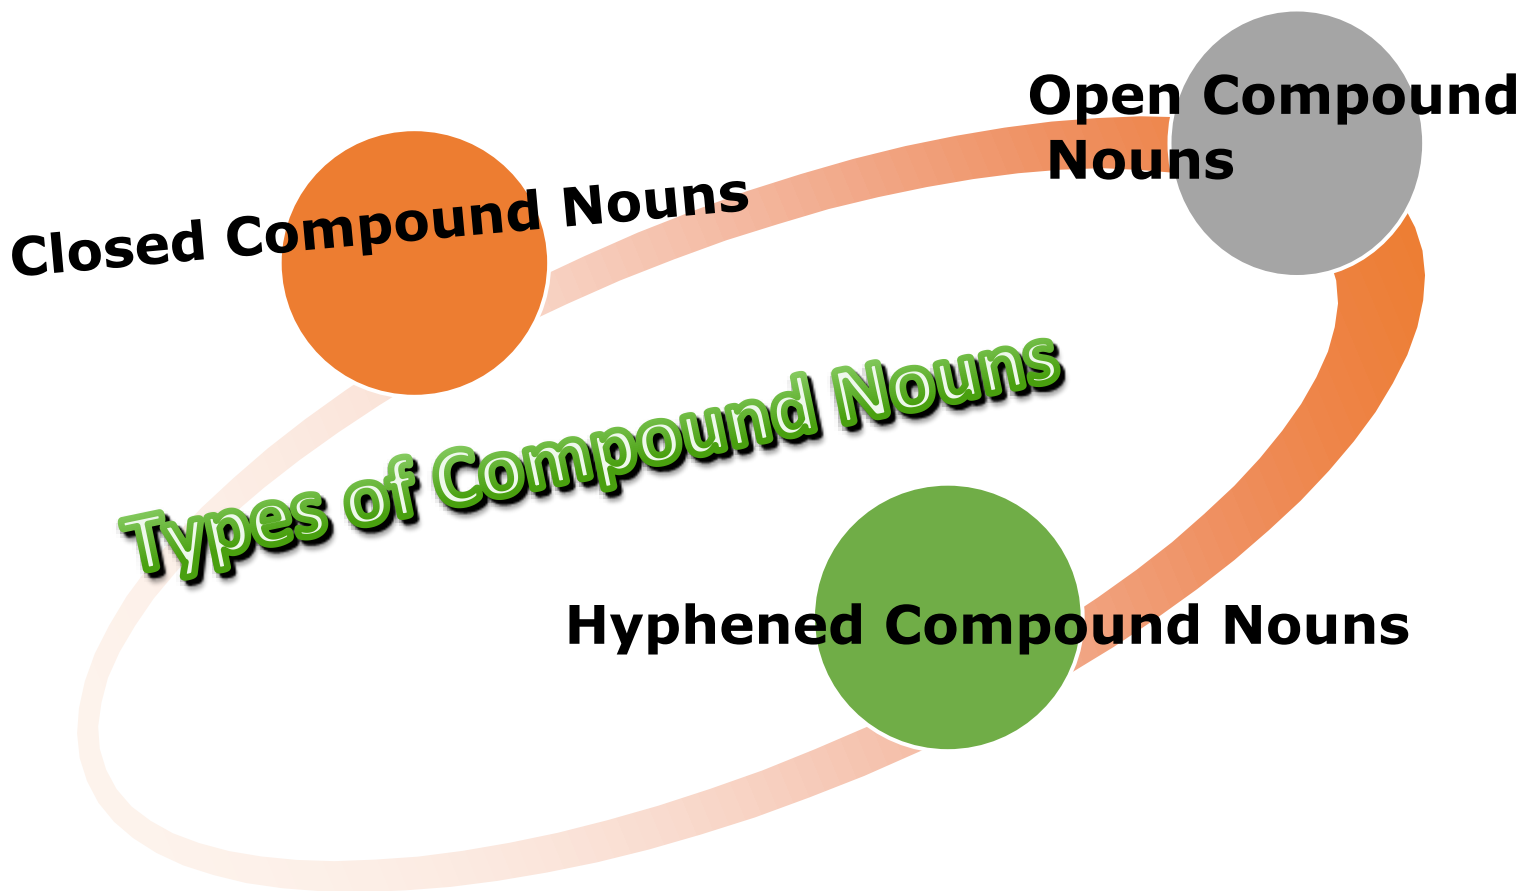 Open Compound
Nouns
Closed Compound Nouns
Types of Compound Nouns
Hyphened Compound Nouns